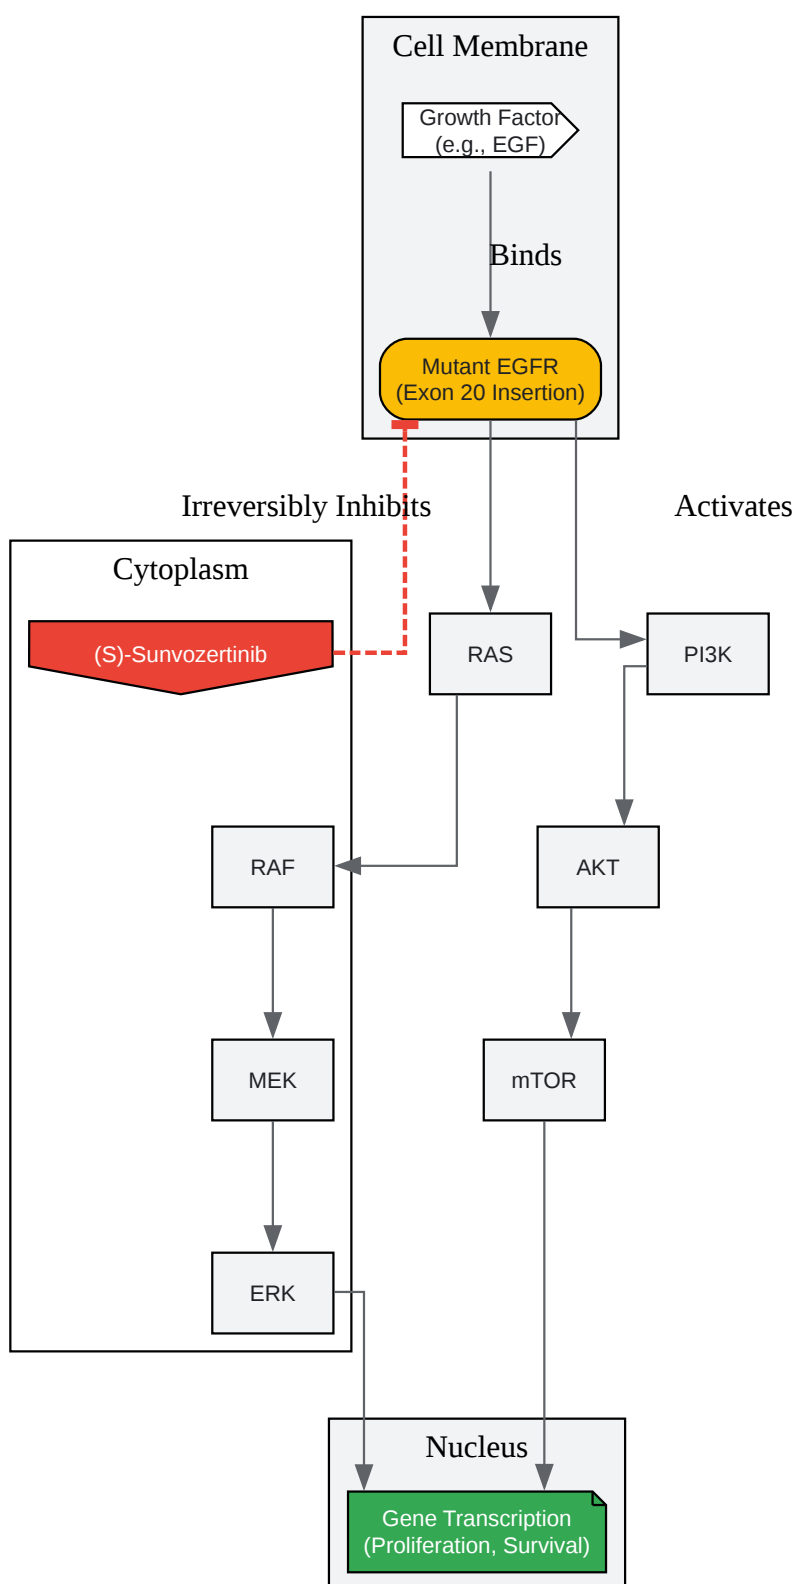 Cell Membrane
Growth Factor
(e.g., EGF)
Binds
Mutant EGFR
(Exon 20 Insertion)
Irreversibly Inhibits
Activates
Cytoplasm
(S)-Sunvozertinib
RAS
PI3K
RAF
AKT
MEK
mTOR
ERK
Nucleus
Gene Transcription
(Proliferation, Survival)